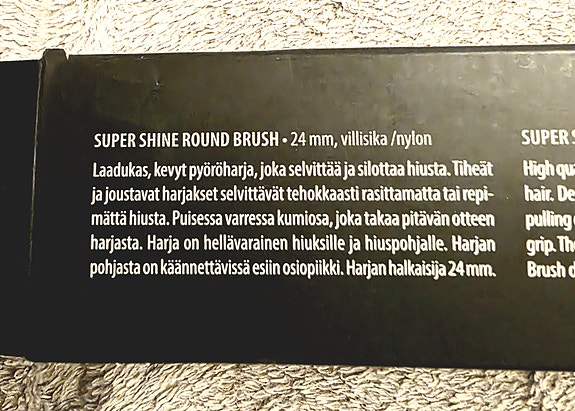 SUPER SHINE ROUND BRUSH • 24 mm, villisika /nylon
Laadukas, kevyt pyöröharja, joka selvittää ja silottaa hiusta. Tiheät
ja joustavat harjakset selvittävät tehokkaasti rasittamatta tai repi-
mättä hiusta. Puisessa varressa kumiosa, joka takaa pitävän otteen
harjasta. Harja on hellävarainen hiuksille ja hiuspohjalle. Harjan
pohjasta on käännettävissä esiin osiopiikki. Harjan halkaisija 24 mm.
SUPER
High
hair.
pulling
grip.
Brush